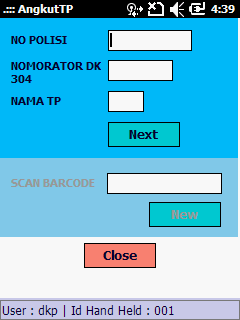 .::: AngkutTP 4:39
NO POLISI
NOMORATOR DK
304
NAMA TP
Next
SCAN BARCODE
New
Close
User : dkp | Id Hand Held : 001